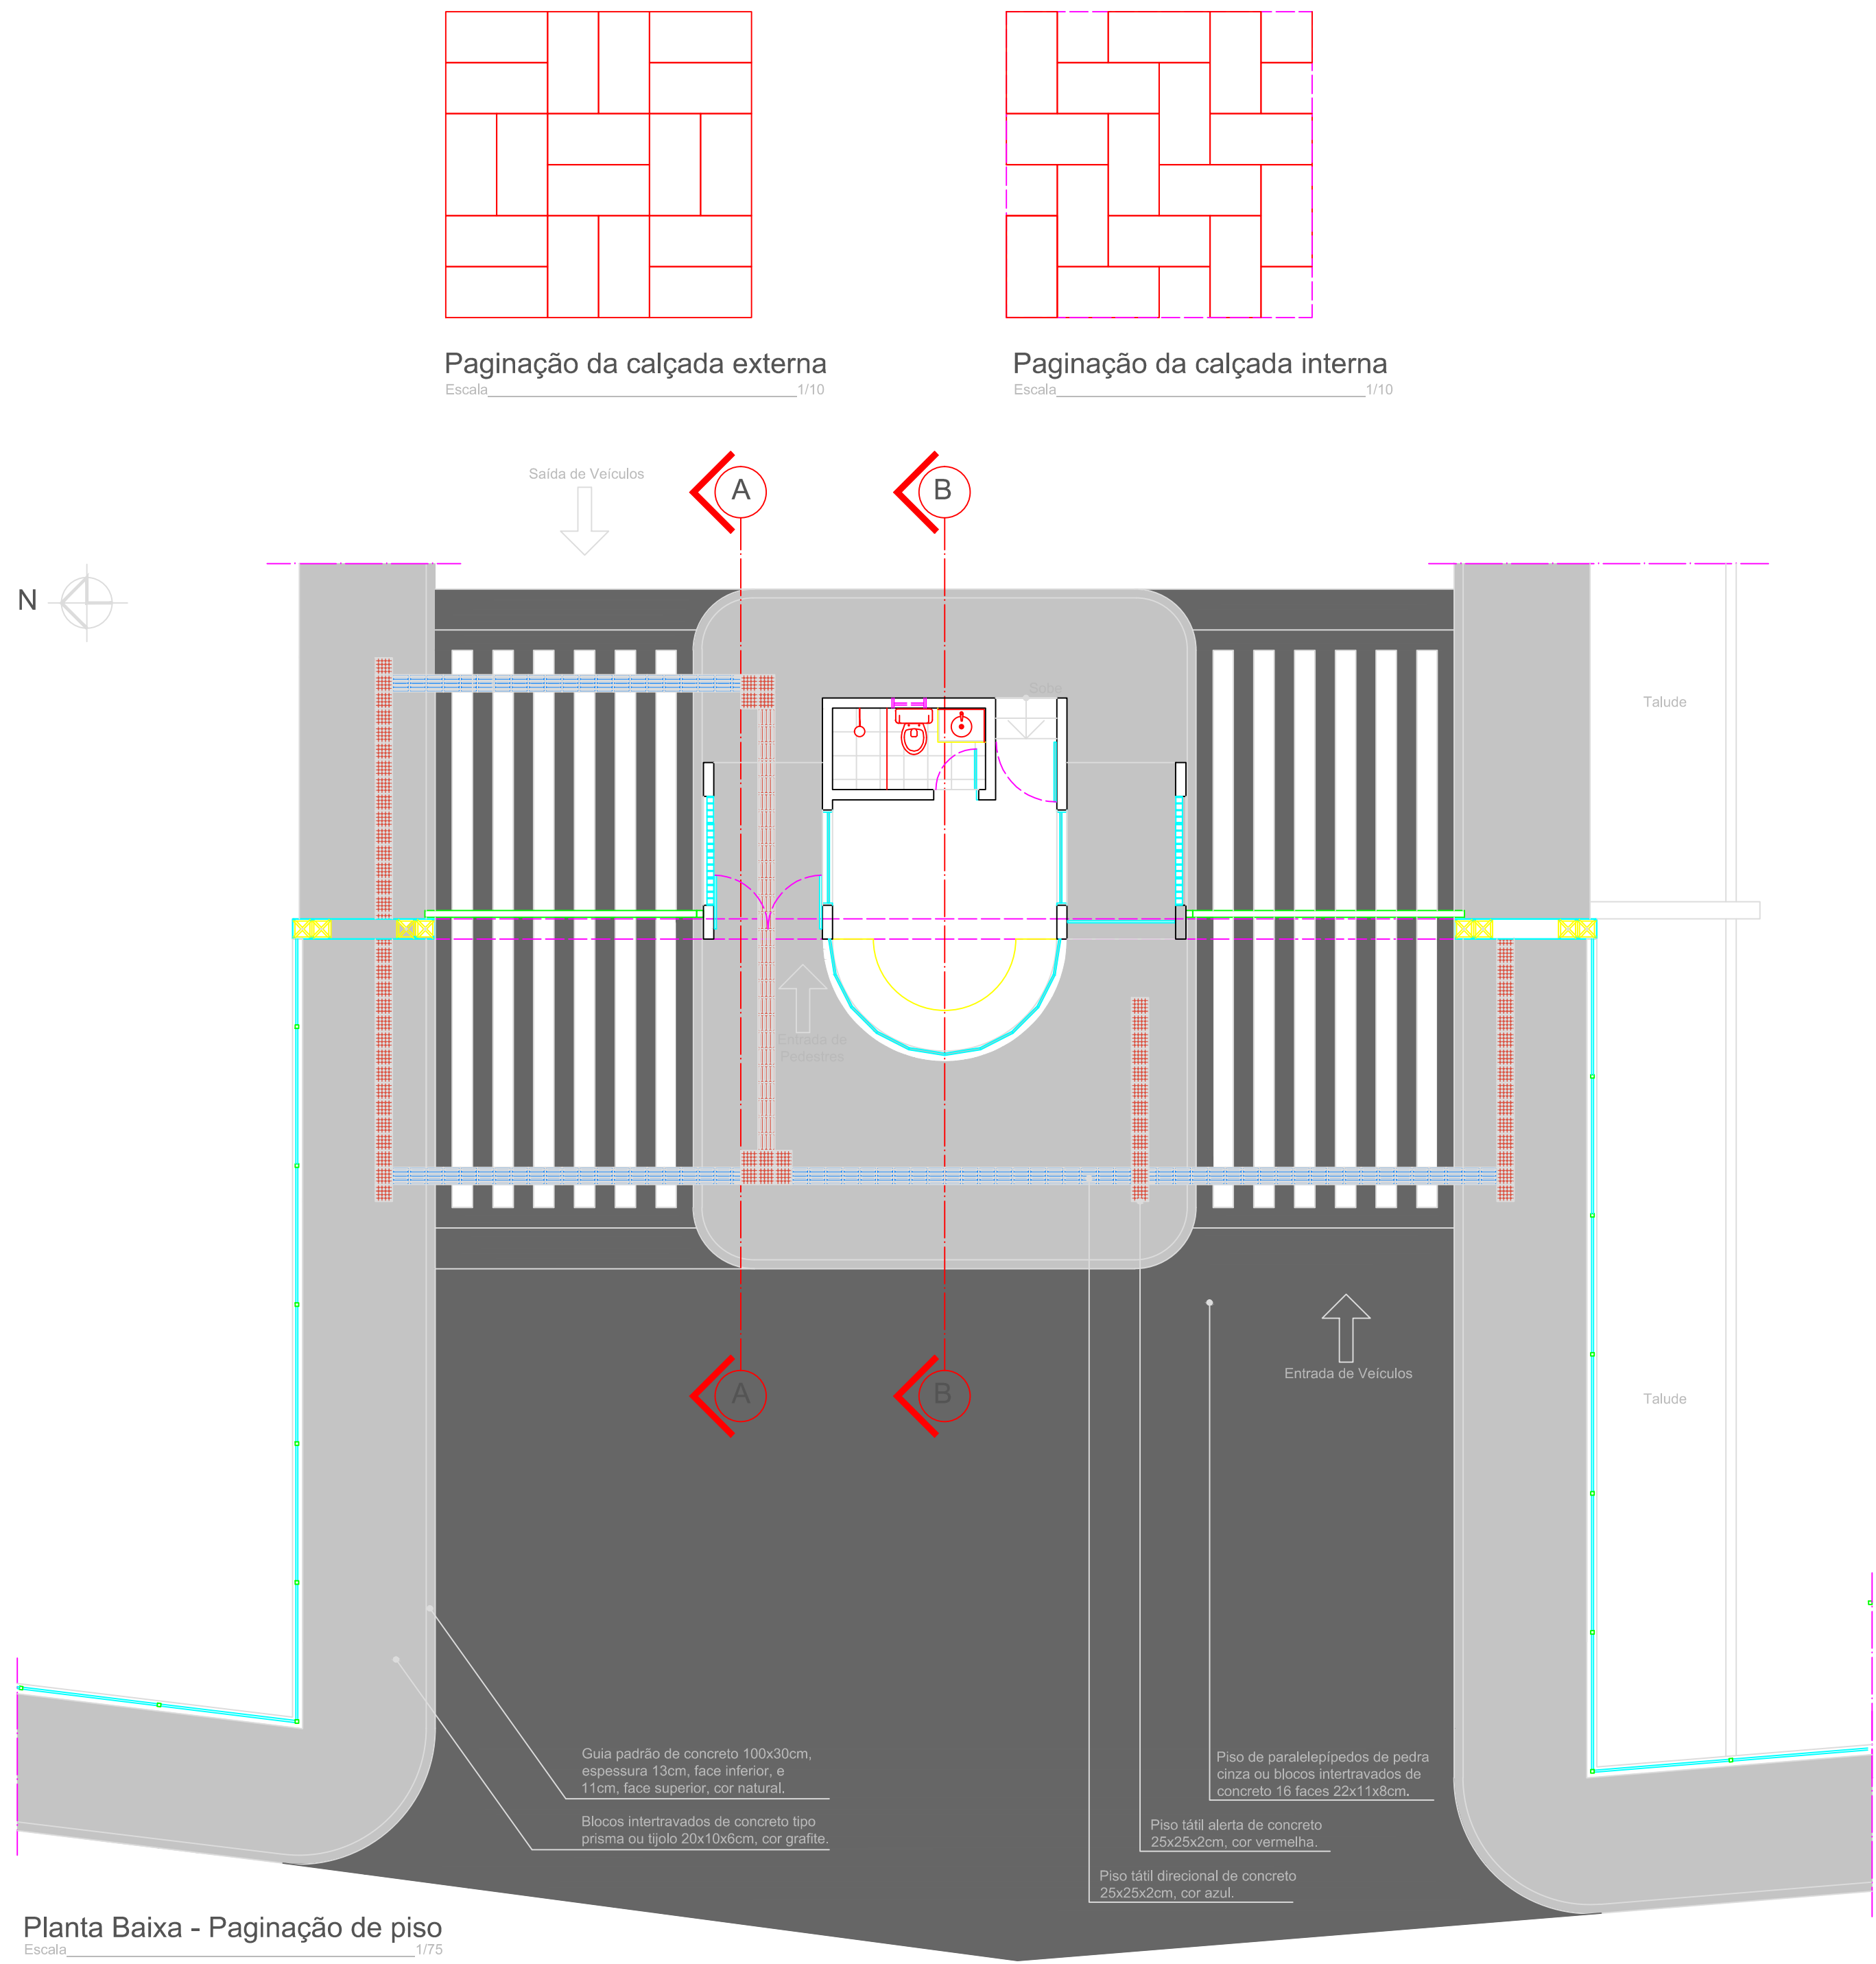 Paginação da calçada externa
Escala 1/10
Paginação da calçada interna
Escala 1/10
Saída de Veículos
A
B
N
Sobe
Talude
Entrada de
Pedestres
Entrada de Veículos
A
B
Talude
Guia padrão de concreto 100x30cm,
espessura 13cm, face inferior, e
11cm, face superior, cor natural.
Blocos intertravados de concreto tipo
prisma ou tijolo 20x10x6cm, cor grafite.
Piso de paralelepípedos de pedra
cinza ou blocos intertravados de
concreto 16 faces 22x11x8cm.
Piso tátil alerta de concreto
25x25x2cm, cor vermelha.
Piso tátil direcional de concreto
25x25x2cm, cor azul.
Planta Baixa - Paginação de piso
Escala 1/75